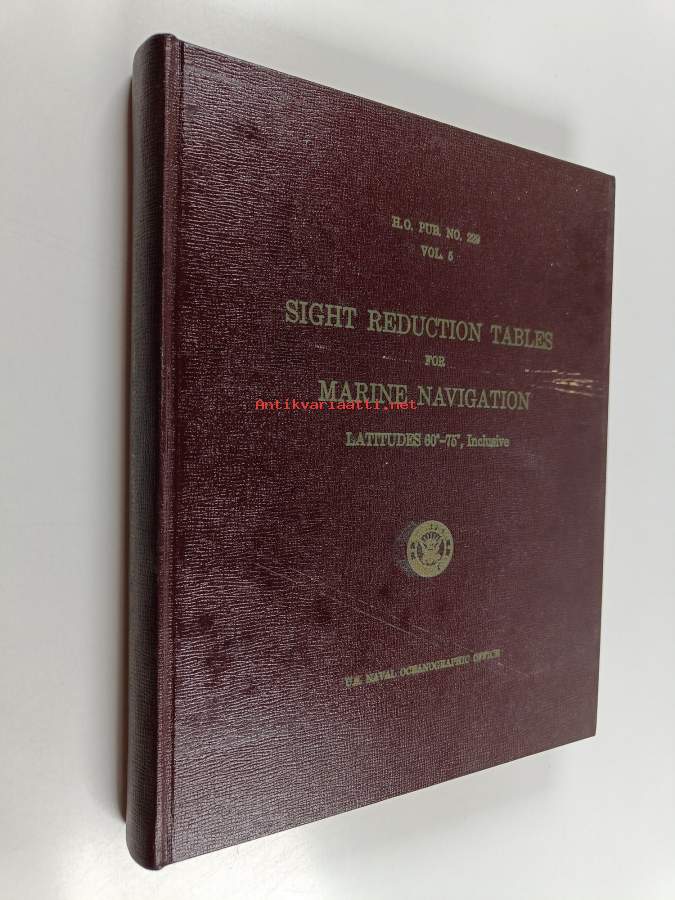 H.O. PUB. NO. 229
VOL. 5
SIGHT REDUCTION TABLES
FOR
MARINE NAVIGATION
Antikvariaatti.net
LATITUDES 60°–75°, Inclusive
U.S. NAVAL OCEANOGRAPHIC OFFICE